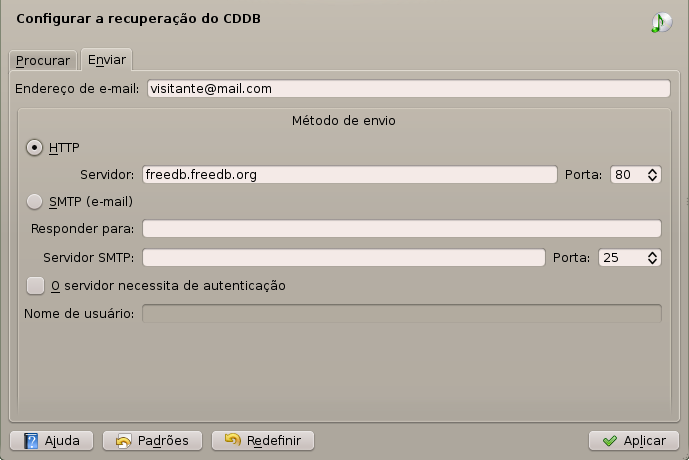 Configurar a recuperação do CDDB
Procurar Enviar
Endereço de e-mail: visitante@mail.com
Método de envio
HTTP
Servidor: freedb.freedb.org Porta: 80
SMTP (e-mail)
Responder para:
Servidor SMTP: Porta: 25
O servidor necessita de autenticação
Nome de usuário:
Ajuda Padrões Redefinir Aplicar